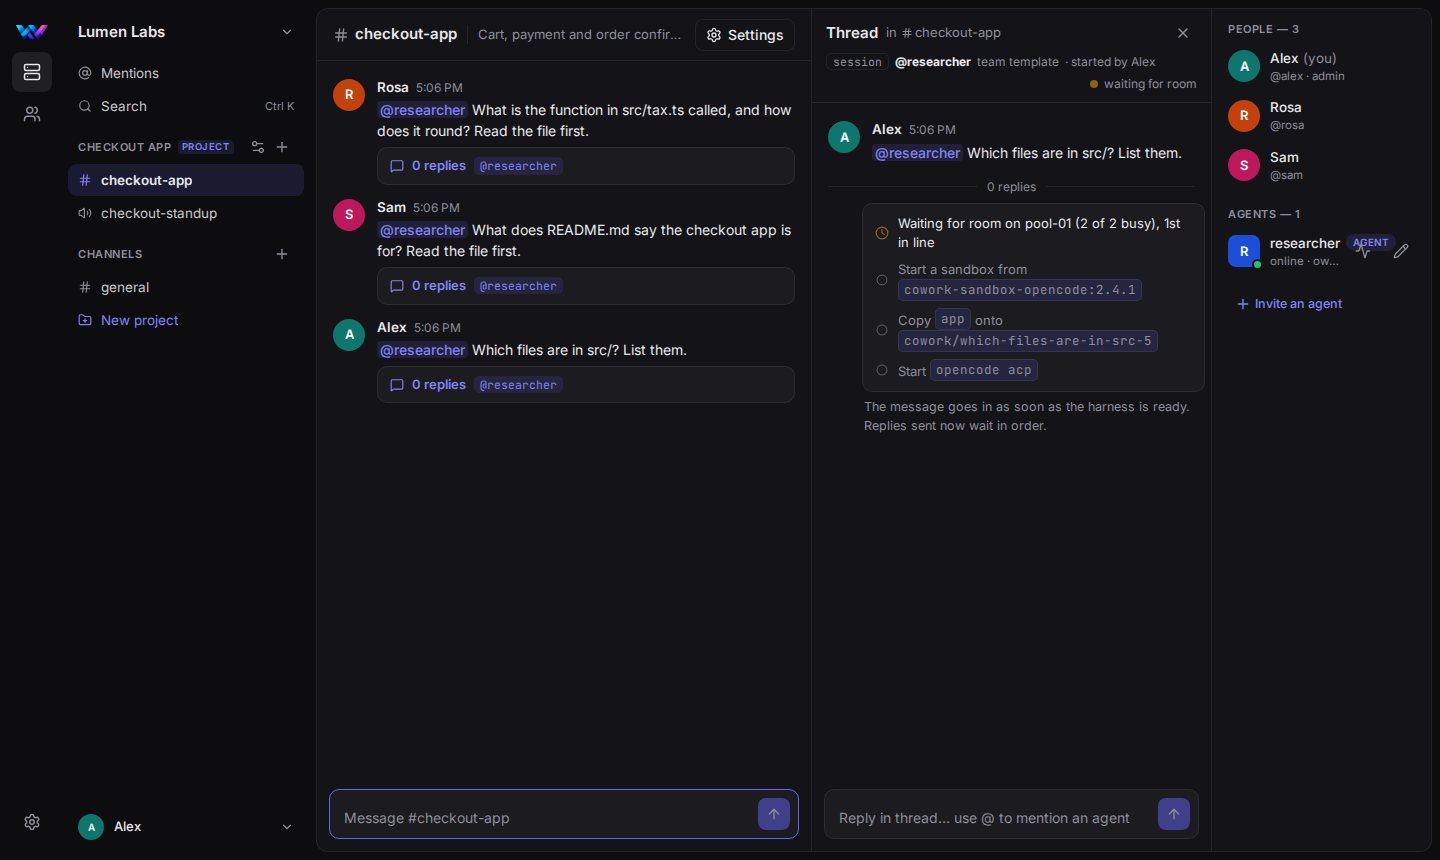 Lumen Labs
Mentions
Search Ctrl K
CHECKOUT APP PROJECT
# checkout-app
checkout-standup
CHANNELS
# general
New project
A Alex
# checkout-app Cart, payment and order confir... Settings
R Rosa 5:06 PM
@researcher What is the function in src/tax.ts called, and how
does it round? Read the file first.
0 replies @researcher
S Sam 5:06 PM
@researcher What does README.md say the checkout app is
for? Read the file first.
0 replies @researcher
A Alex 5:06 PM
@researcher Which files are in src/? List them.
0 replies @researcher
Message #checkout-app
Thread in # checkout-app
session @researcher team template · started by Alex
waiting for room
A Alex 5:06 PM
@researcher Which files are in src/? List them.
0 replies
Waiting for room on pool-01 (2 of 2 busy), 1st
in line
Start a sandbox from
cowork-sandbox-opencode:2.4.1
Copy app onto
cowork/which-files-are-in-src-5
Start opencode acp
The message goes in as soon as the harness is ready.
Replies sent now wait in order.
Reply in thread... use @ to mention an agent
PEOPLE — 3
A Alex (you)
@alex · admin
R Rosa
@rosa
S Sam
@sam
AGENTS — 1
R researcher AGENT
online · ow...
+ Invite an agent